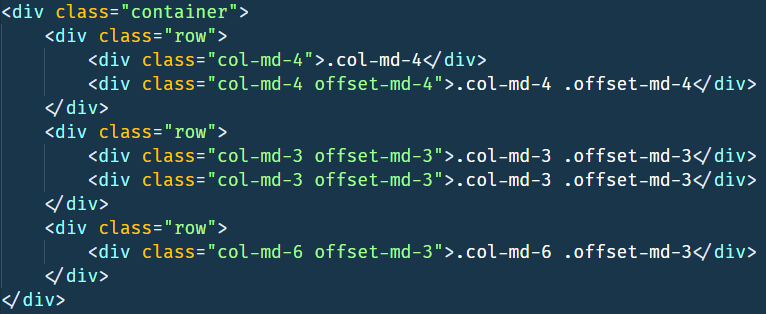 <div class="container">
    <div class="row">
        <div class="col-md-4">.col-md-4</div>
        <div class="col-md-4 offset-md-4">.col-md-4 .offset-md-4</div>
    </div>
    <div class="row">
        <div class="col-md-3 offset-md-3">.col-md-3 .offset-md-3</div>
        <div class="col-md-3 offset-md-3">.col-md-3 .offset-md-3</div>
    </div>
    <div class="row">
        <div class="col-md-6 offset-md-3">.col-md-6 .offset-md-3</div>
    </div>
</div>